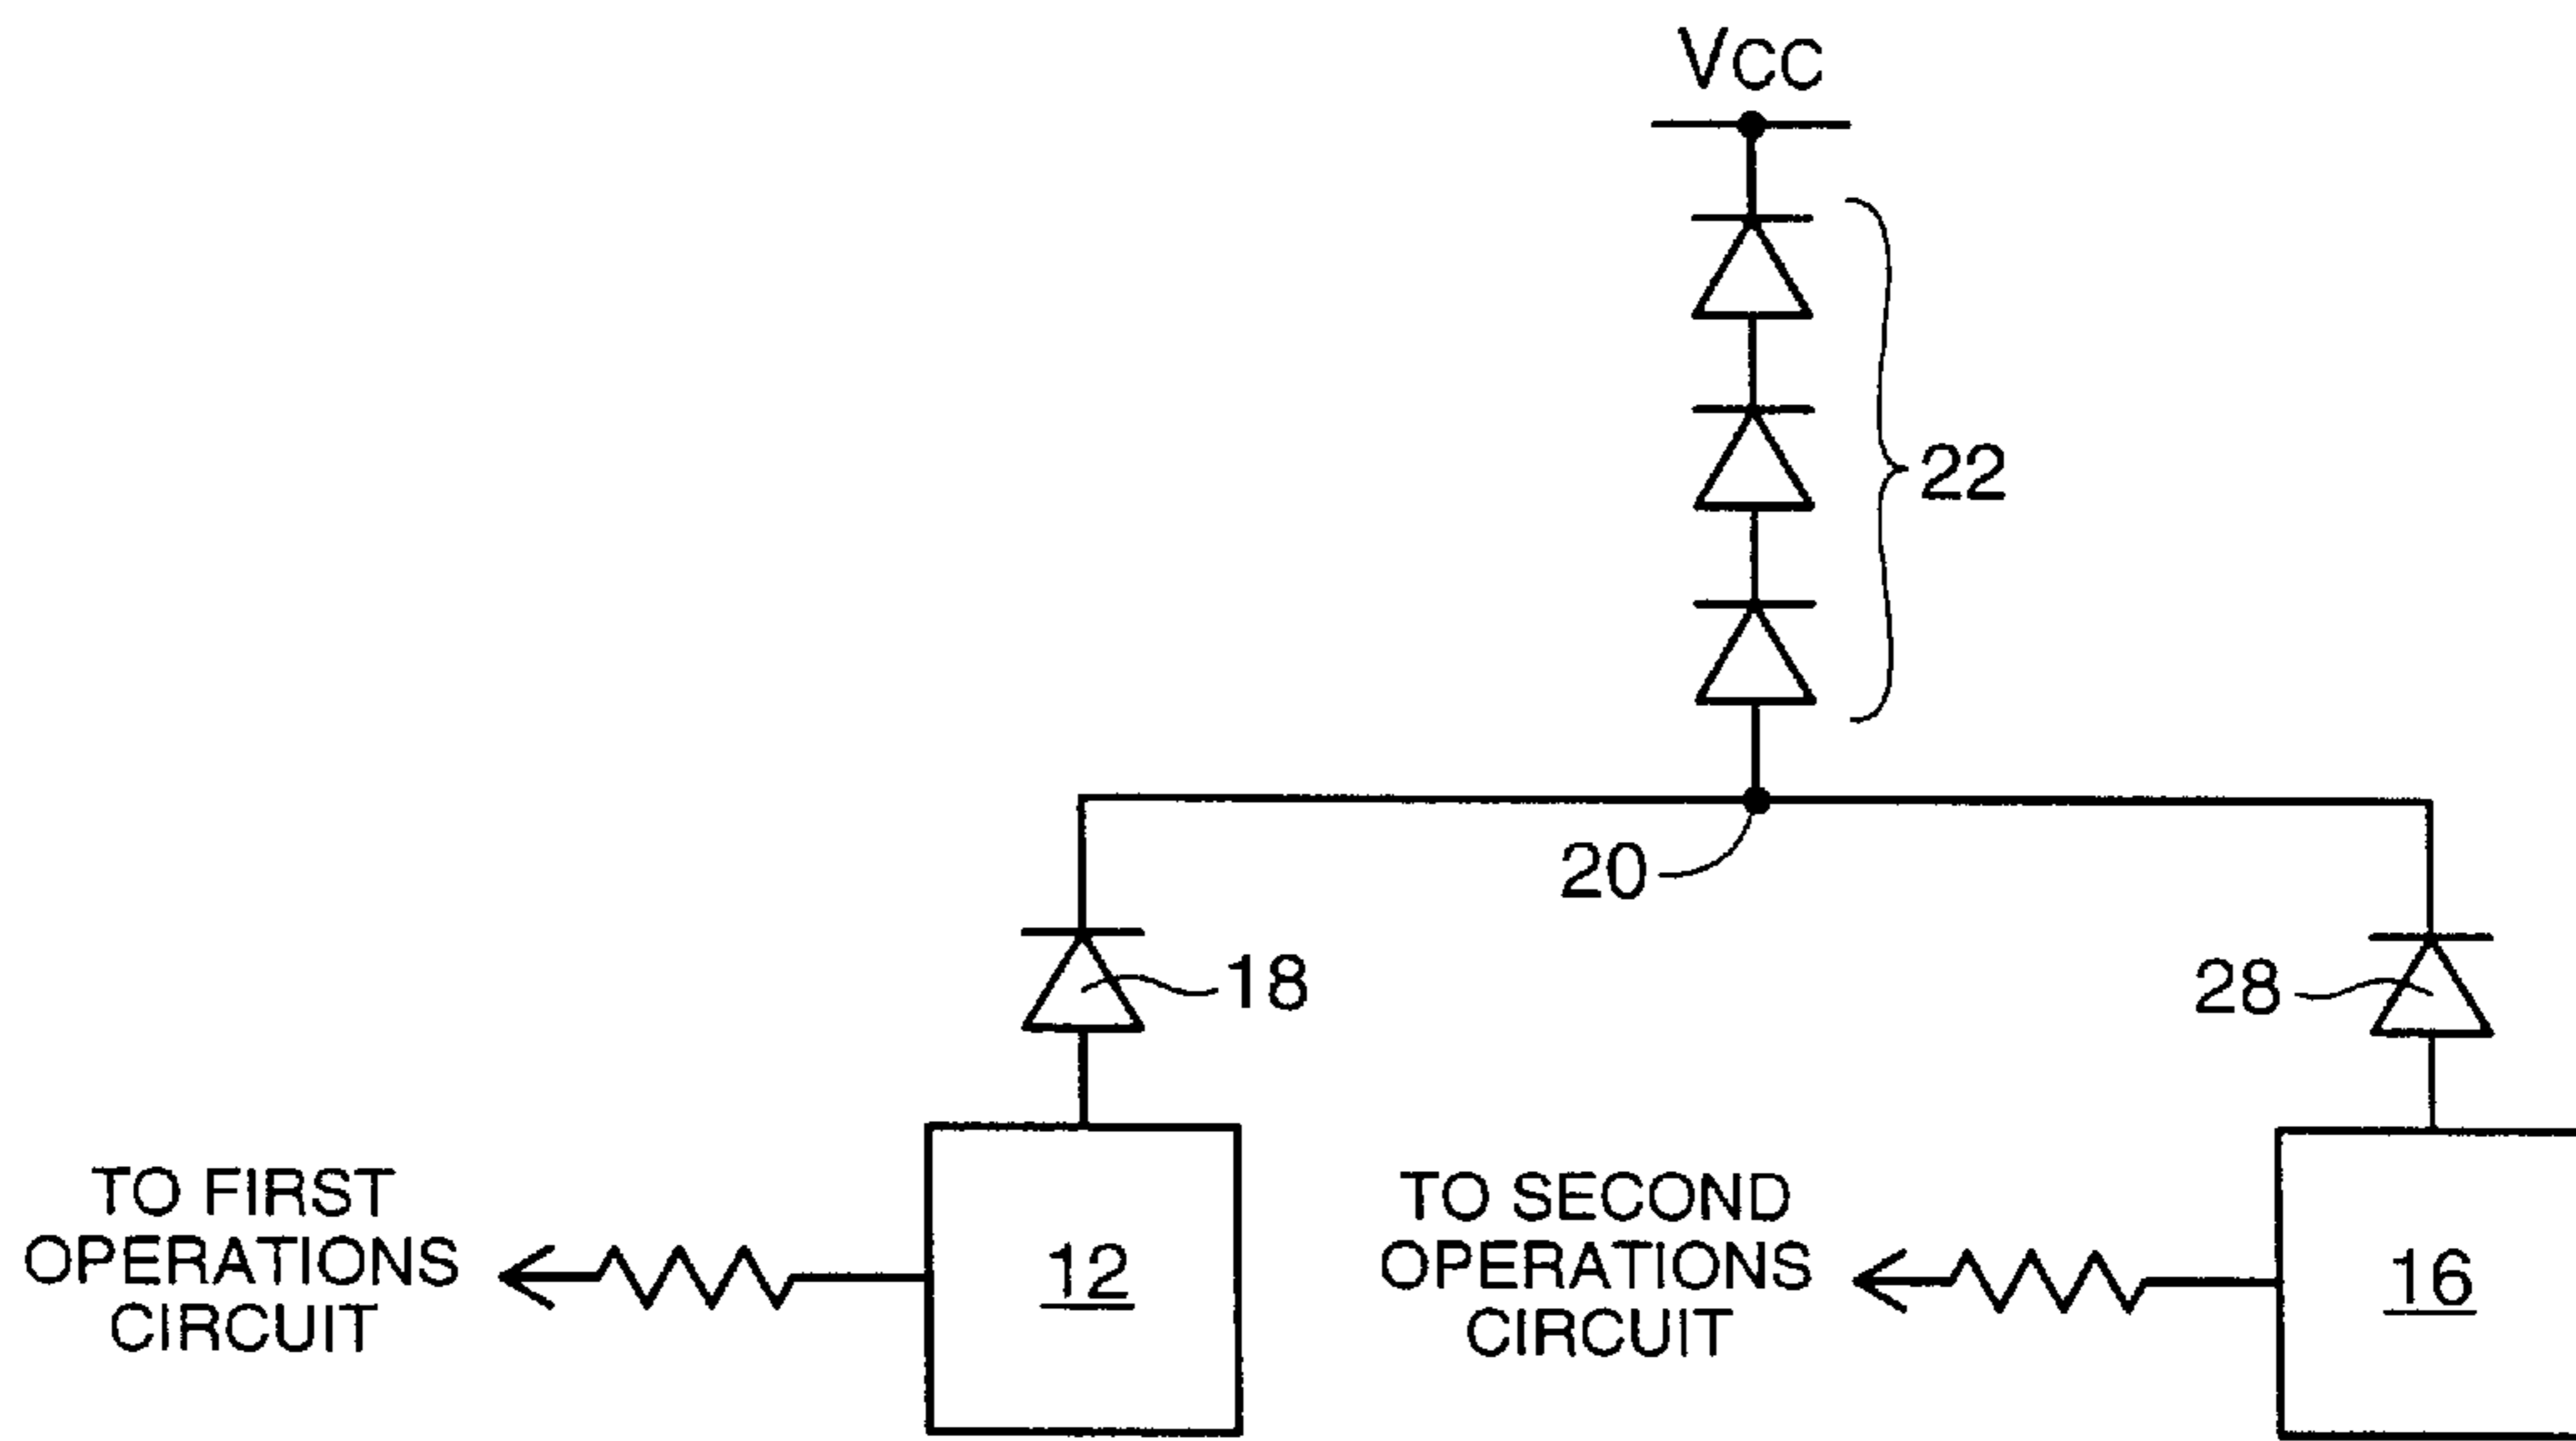 VCC
22
20
18
28
TO FIRST
OPERATIONS
CIRCUIT
12
TO SECOND
OPERATIONS
CIRCUIT
16